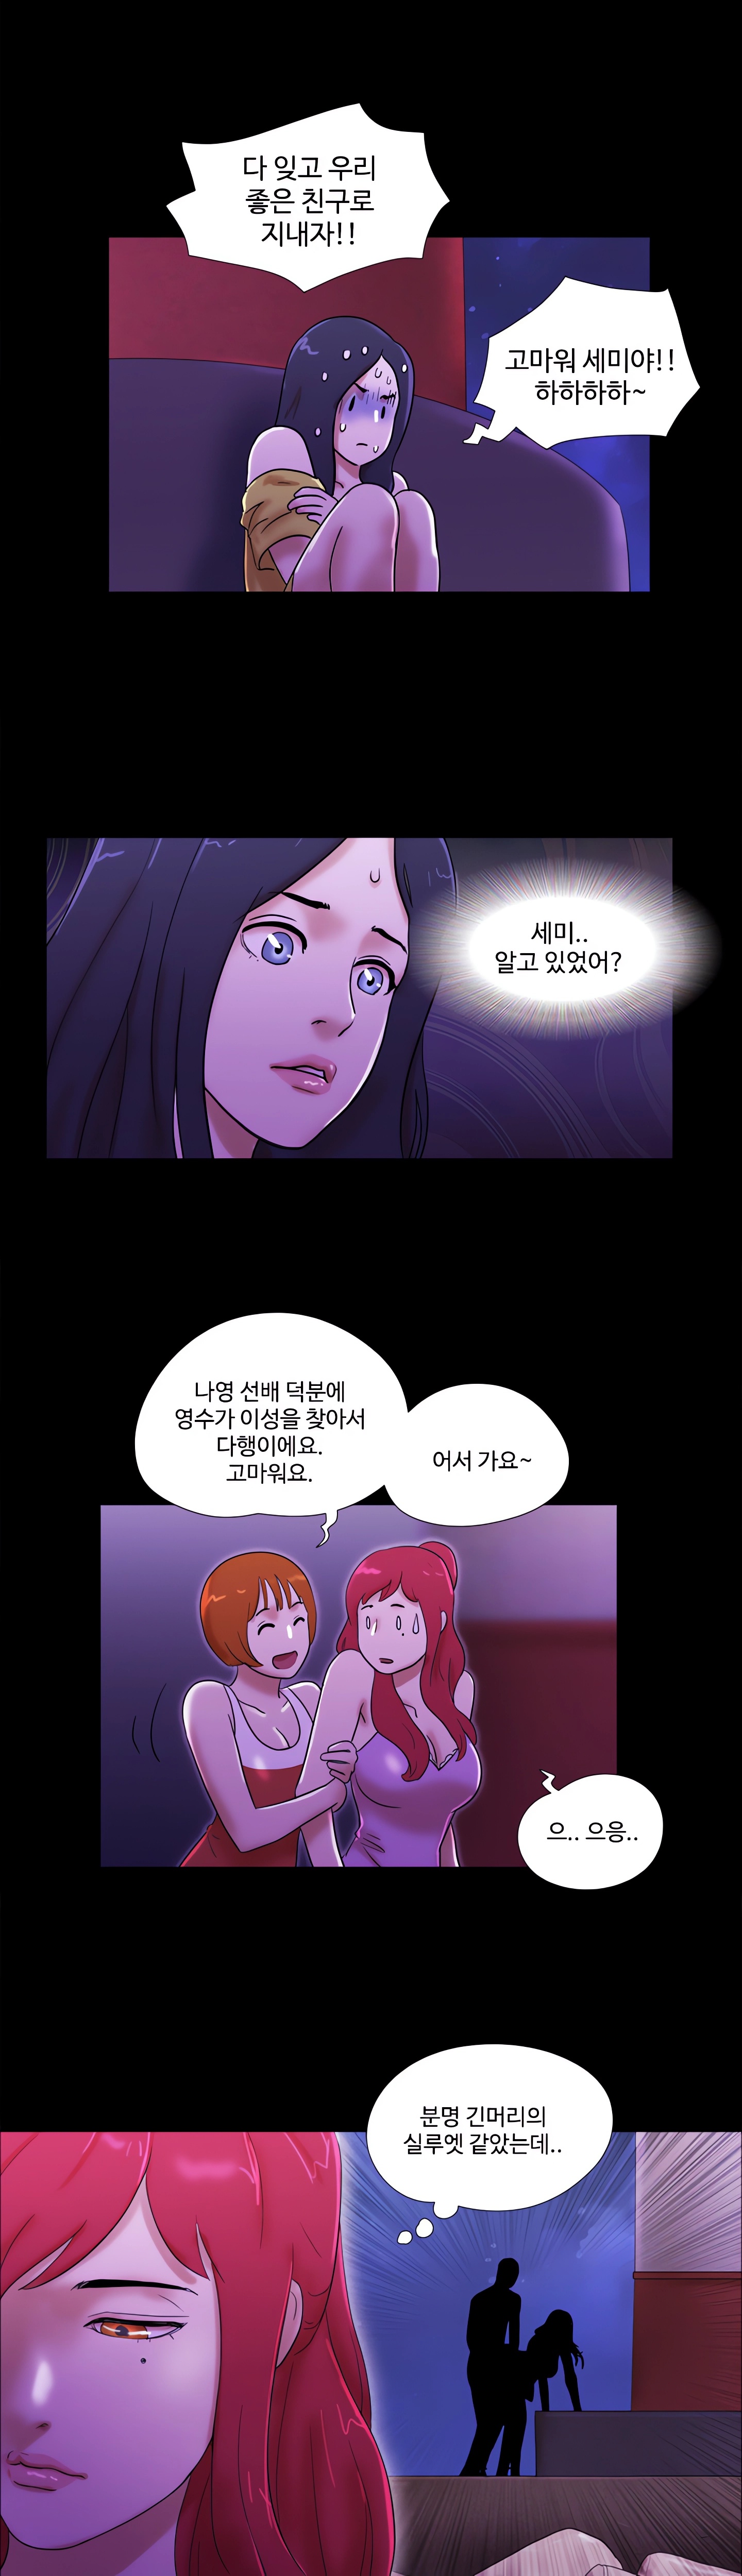 다 잊고 우리
좋은 친구로
지내자!!
고마워 세미야!!
하하하하~
세미..
알고 있었어?
나영 선배 덕분에
영수가 이성을 찾아서
다행이에요.
고마워요.
어서 가요~
으.. 으응..
분명 긴머리의
실루엣 같았는데..